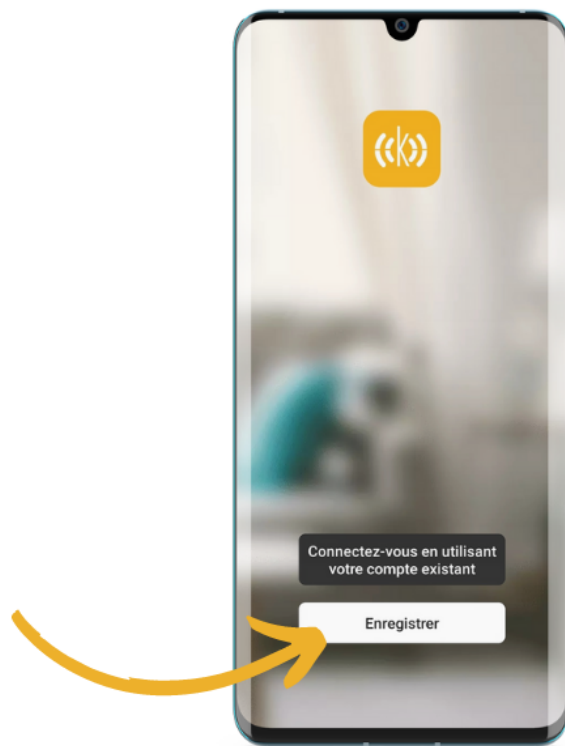 ((k))
Connectez-vous en utilisant
votre compte existant
Enregistrer